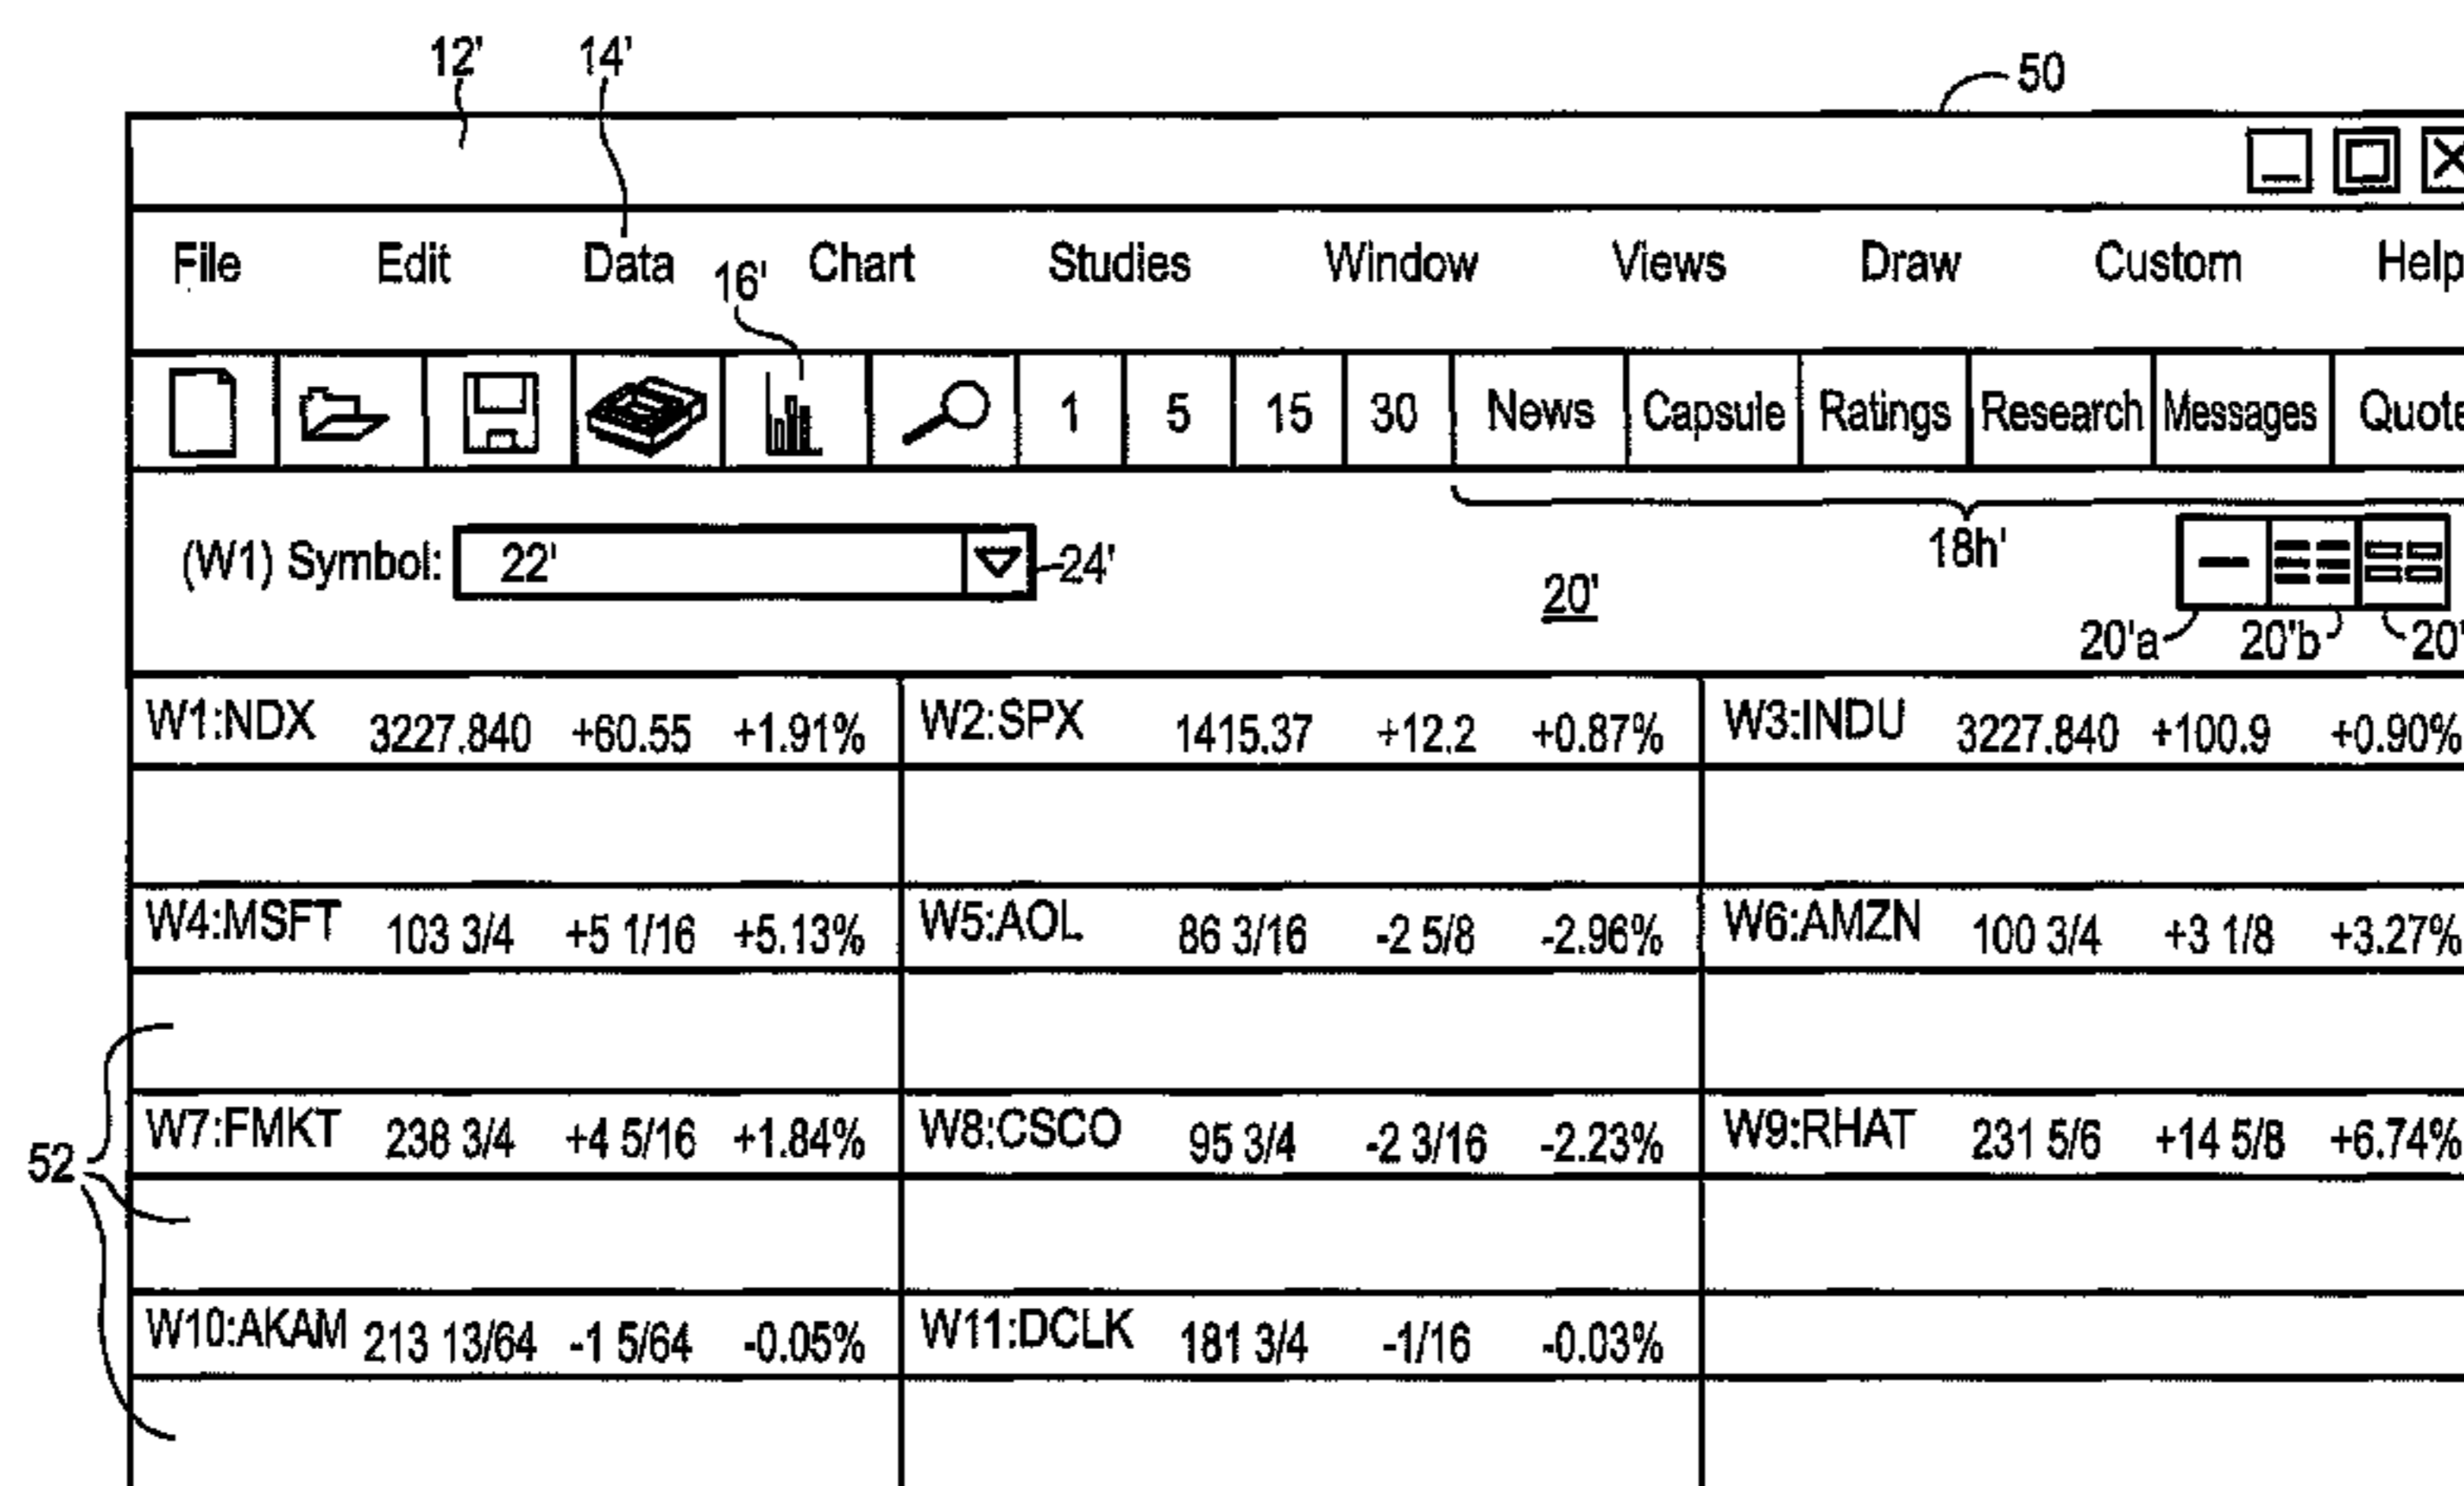 12' 14' 50
File Edit Data Chart Studies Window Views Draw Custom Help
16'
1 5 15 30 News Capsule Ratings Research Messages Quote
(W1) Symbol: 22' 24' 20' 18h'
20'a 20'b 20'
W1:NDX 3227.840 +60.55 +1.91% W2:SPX 1415.37 +12.2 +0.87% W3:INDU 3227.840 +100.9 +0.90%
W4:MSFT 103 3/4 +5 1/16 +5.13% W5:AOL 86 3/16 -2 5/8 -2.96% W6:AMZN 100 3/4 +3 1/8 +3.27%
W7:FMKT 238 3/4 +4 5/16 +1.84% W8:CSCO 95 3/4 -2 3/16 -2.23% W9:RHAT 231 5/6 +14 5/8 +6.74%
52
W10:AKAM 213 13/64 -1 5/64 -0.05% W11:DCLK 181 3/4 -1/16 -0.03%